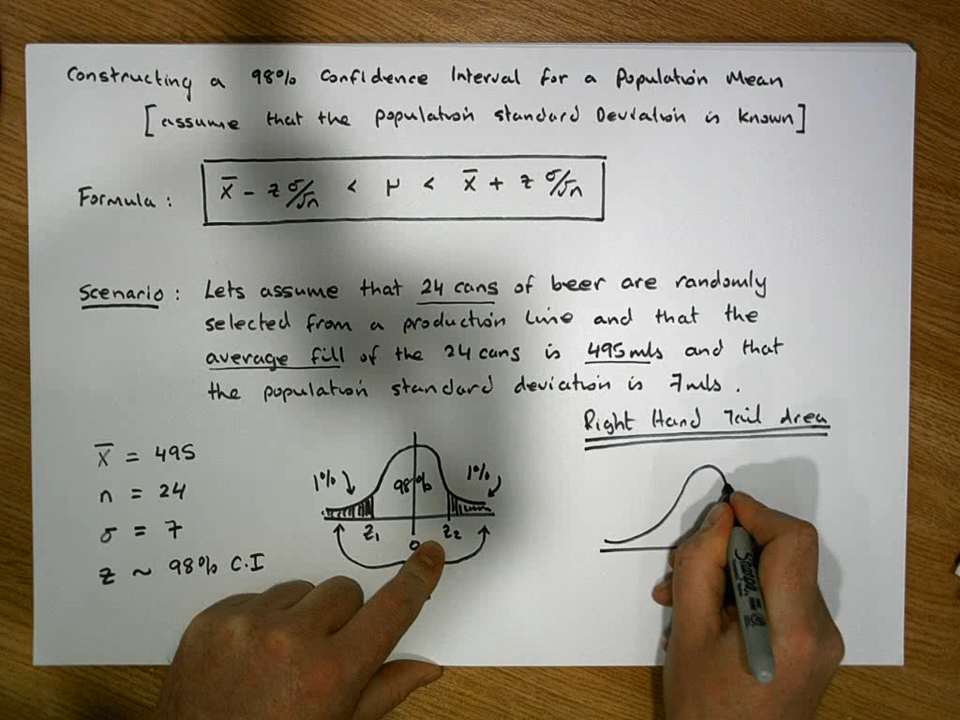 Constructing a 98% Confidence Interval for a Population Mean
[assume that the population standard Deviation is known]
Formula : x̄ - z σ/√n < μ < x̄ + z σ/√n
Scenario : Lets assume that 24 cans of beer are randomly
selected from a production line and that the
average fill of the 24 cans is 495mls and that
the population standard deviation is 7mls .
Right Hand Tail Area
x̄ = 495
n = 24
σ = 7
z ~ 98% C.I
1% 98% 1%
z₁ 0 z₂
Sharpie